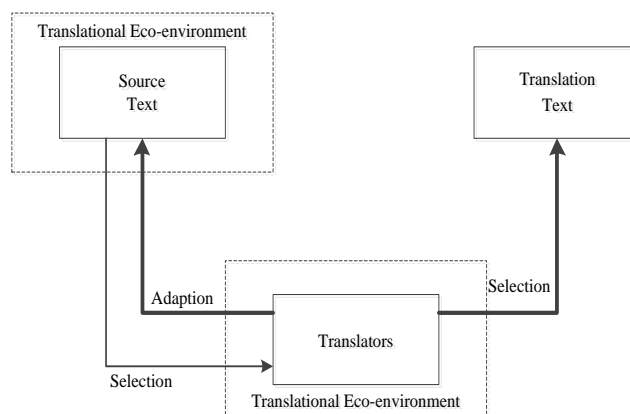 Translational Eco-environment
Source
Text
Translation
Text
Adaption
Selection
Translators
Selection
Translational Eco-environment